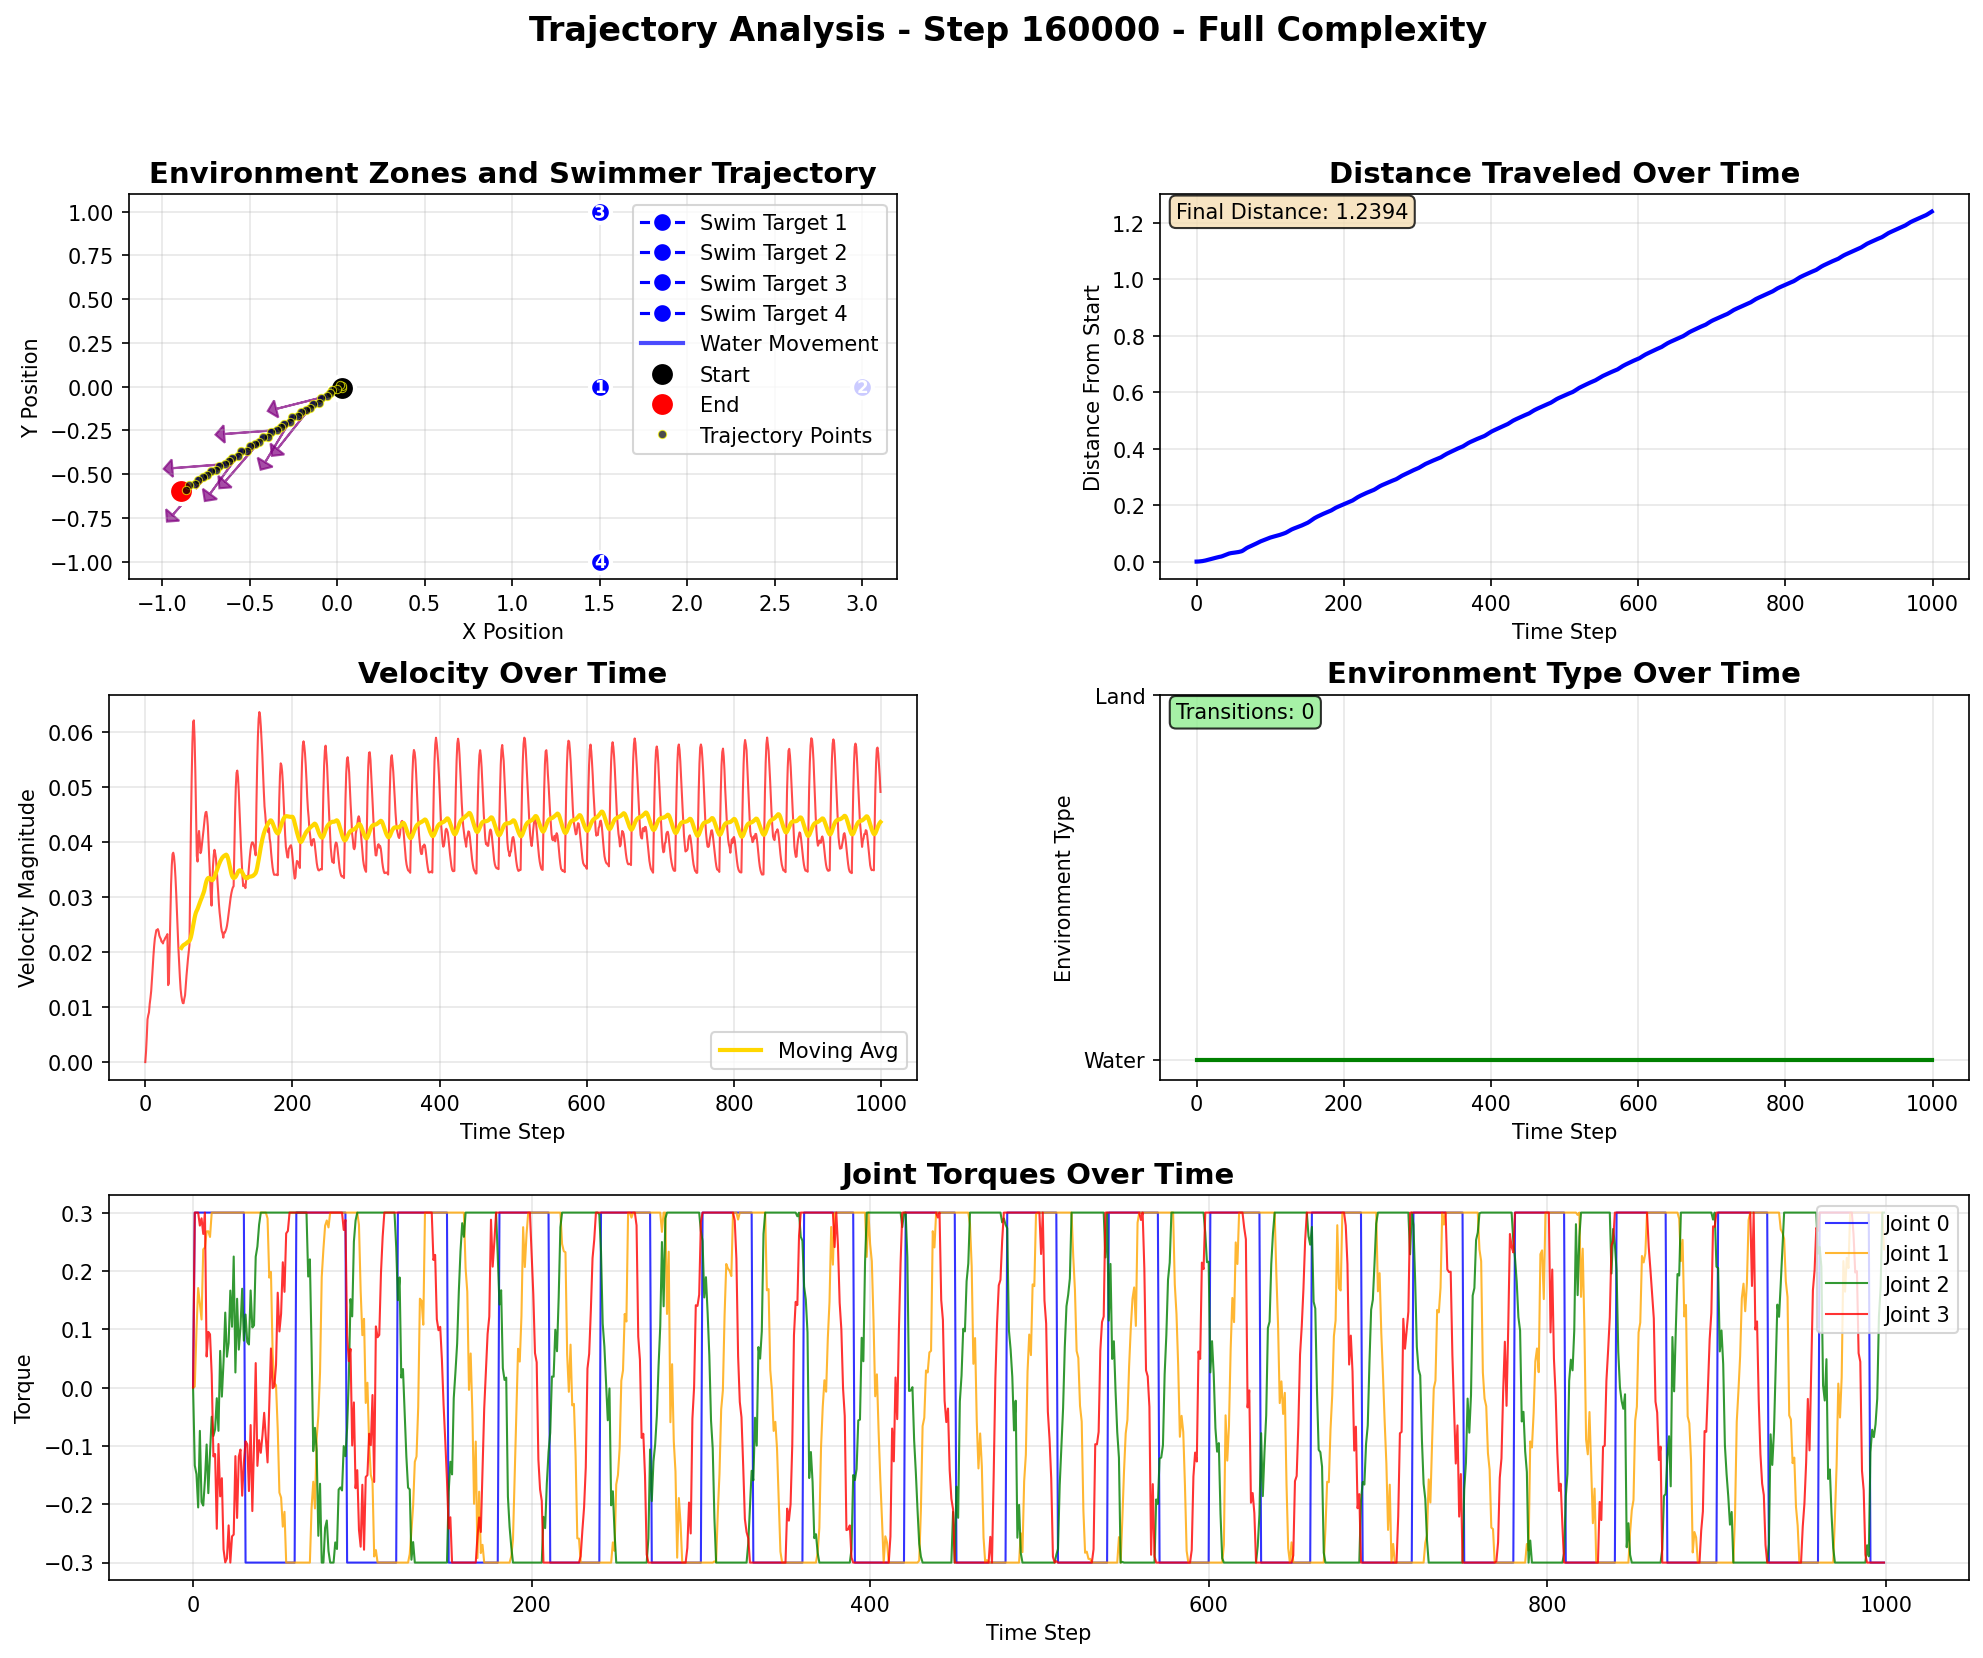 Trajectory Analysis - Step 160000 - Full Complexity
Environment Zones and Swimmer Trajectory
Y Position
1.00
0.75
0.50
0.25
0.00
−0.25
−0.50
−0.75
−1.00
3
1
2
4
Swim Target 1
Swim Target 2
Swim Target 3
Swim Target 4
Water Movement
Start
End
Trajectory Points
−1.0 −0.5 0.0 0.5 1.0 1.5 2.0 2.5 3.0
X Position
Distance Traveled Over Time
Final Distance: 1.2394
Distance From Start
1.2
1.0
0.8
0.6
0.4
0.2
0.0
0 200 400 600 800 1000
Time Step
Velocity Over Time
Velocity Magnitude
0.06
0.05
0.04
0.03
0.02
0.01
0.00
Moving Avg
0 200 400 600 800 1000
Time Step
Environment Type Over Time
Transitions: 0
Environment Type
Land
Water
0 200 400 600 800 1000
Time Step
Joint Torques Over Time
Torque
0.3
0.2
0.1
0.0
−0.1
−0.2
−0.3
Joint 0
Joint 1
Joint 2
Joint 3
0 200 400 600 800 1000
Time Step